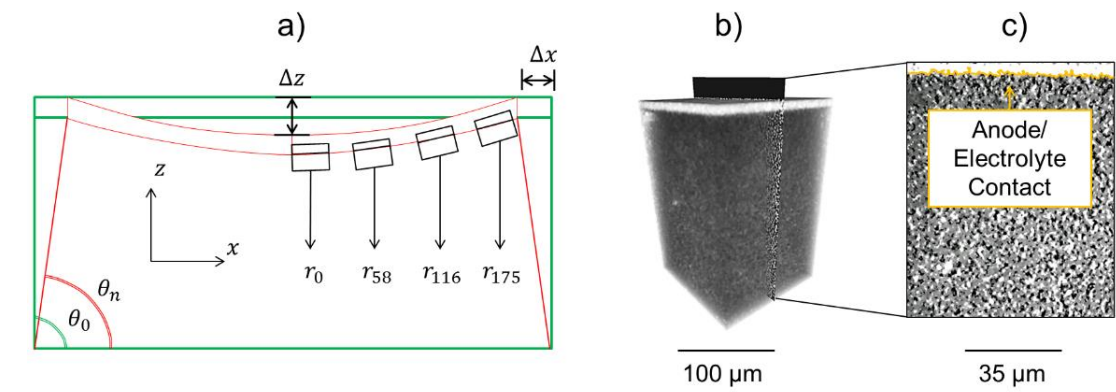 a)
b)
c)
Δx
Δz
z
x
r₀
r₅₈
r₁₁₆
r₁₇₅
θₙ
θ₀
Anode/
Electrolyte
Contact
100 µm
35 µm